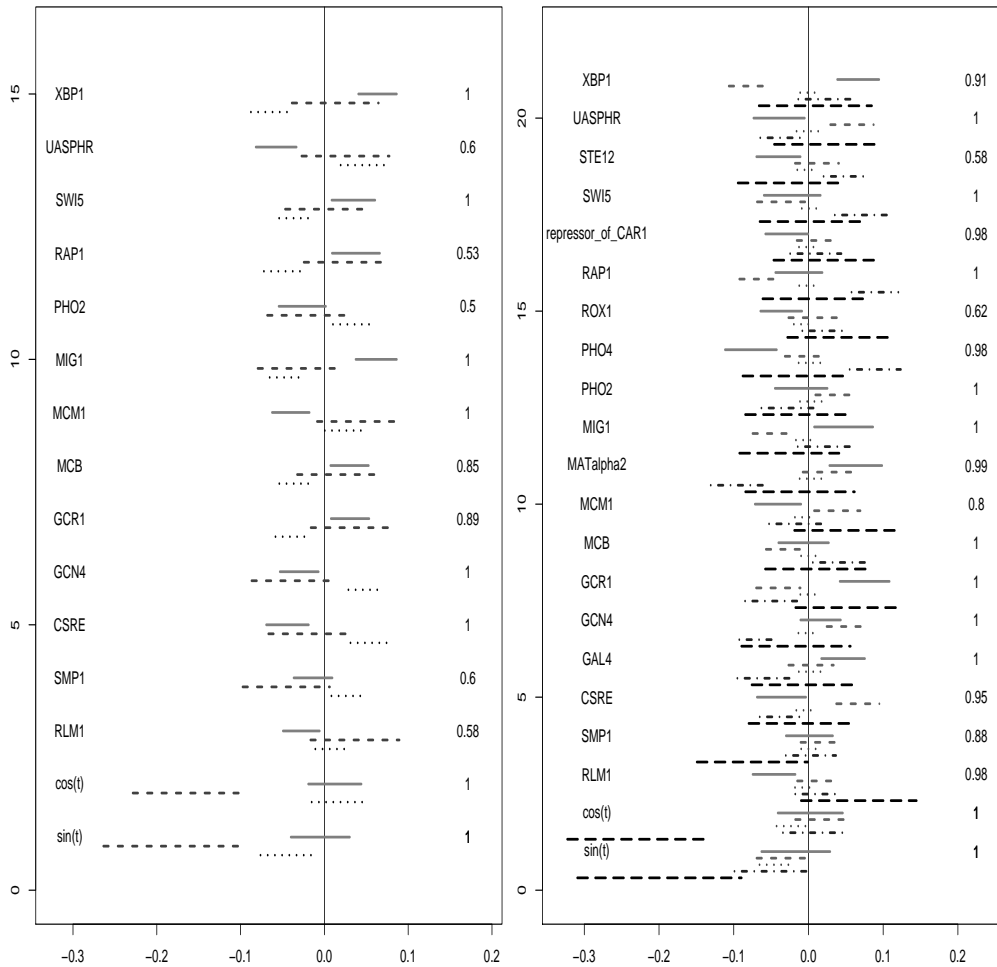 XBP1 1
UASPHR 0.6
SWI5 1
RAP1 0.53
PHO2 0.5
MIG1 1
MCM1 1
MCB 0.85
GCR1 0.89
GCN4 1
CSRE 1
SMP1 0.6
RLM1 0.58
cos(t) 1
sin(t) 1
0
5
10
15
−0.3 −0.2 −0.1 0.0 0.1 0.2
XBP1 0.91
UASPHR 1
STE12 0.58
SWI5 1
repressor_of_CAR1 0.98
RAP1 1
ROX1 0.62
PHO4 0.98
PHO2 1
MIG1 1
MATalpha2 0.99
MCM1 0.8
MCB 1
GCR1 1
GCN4 1
GAL4 1
CSRE 0.95
SMP1 0.88
RLM1 0.98
cos(t) 1
sin(t) 1
0
5
10
15
20
−0.3 −0.2 −0.1 0.0 0.1 0.2